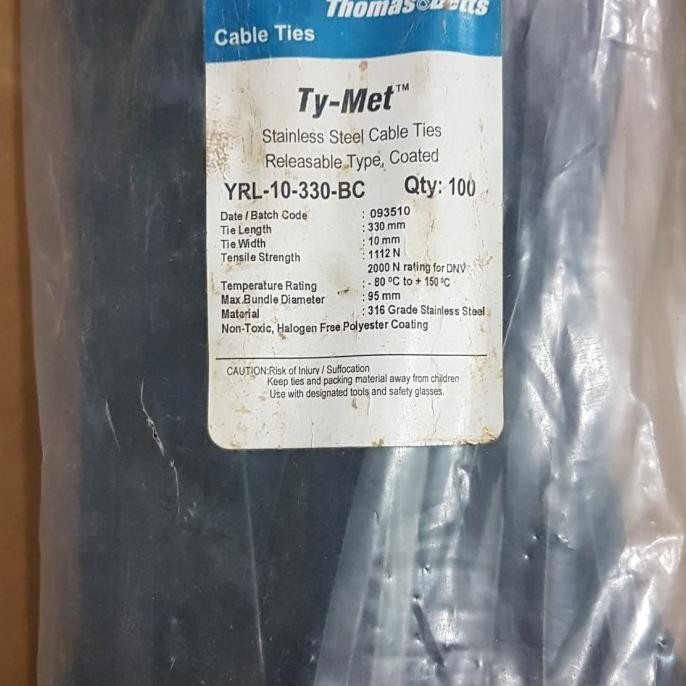 Thomas&Betts
Cable Ties
Ty-Met™
Stainless Steel Cable Ties
Releasable Type, Coated
YRL-10-330-BC Qty: 100
Date / Batch Code : 093510
Tie Length : 330 mm
Tie Width : 10 mm
Tensile Strength : 1112 N
2000 N rating for DNV
Temperature Rating : - 80 ºC to + 150 ºC
Max.Bundle Diameter : 95 mm
Material : 316 Grade Stainless Steel
Non-Toxic, Halogen Free Polyester Coating
CAUTION:Risk of Injury / Suffocation
Keep ties and packing material away from children
Use with designated tools and safety glasses.